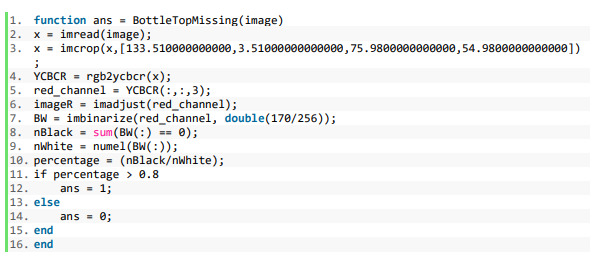 1. function ans = BottleTopMissing(image)
2. x = imread(image);
3. x = imcrop(x,[133.510000000000,3.51000000000000,75.9800000000000,54.9800000000000])
;
4. YCBCR = rgb2ycbcr(x);
5. red_channel = YCBCR(:,:,3);
6. imageR = imadjust(red_channel);
7. BW = imbinarize(red_channel, double(170/256));
8. nBlack = sum(BW(:) == 0);
9. nWhite = numel(BW(:));
10. percentage = (nBlack/nWhite);
11. if percentage > 0.8
12. ans = 1;
13. else
14. ans = 0;
15. end
16. end